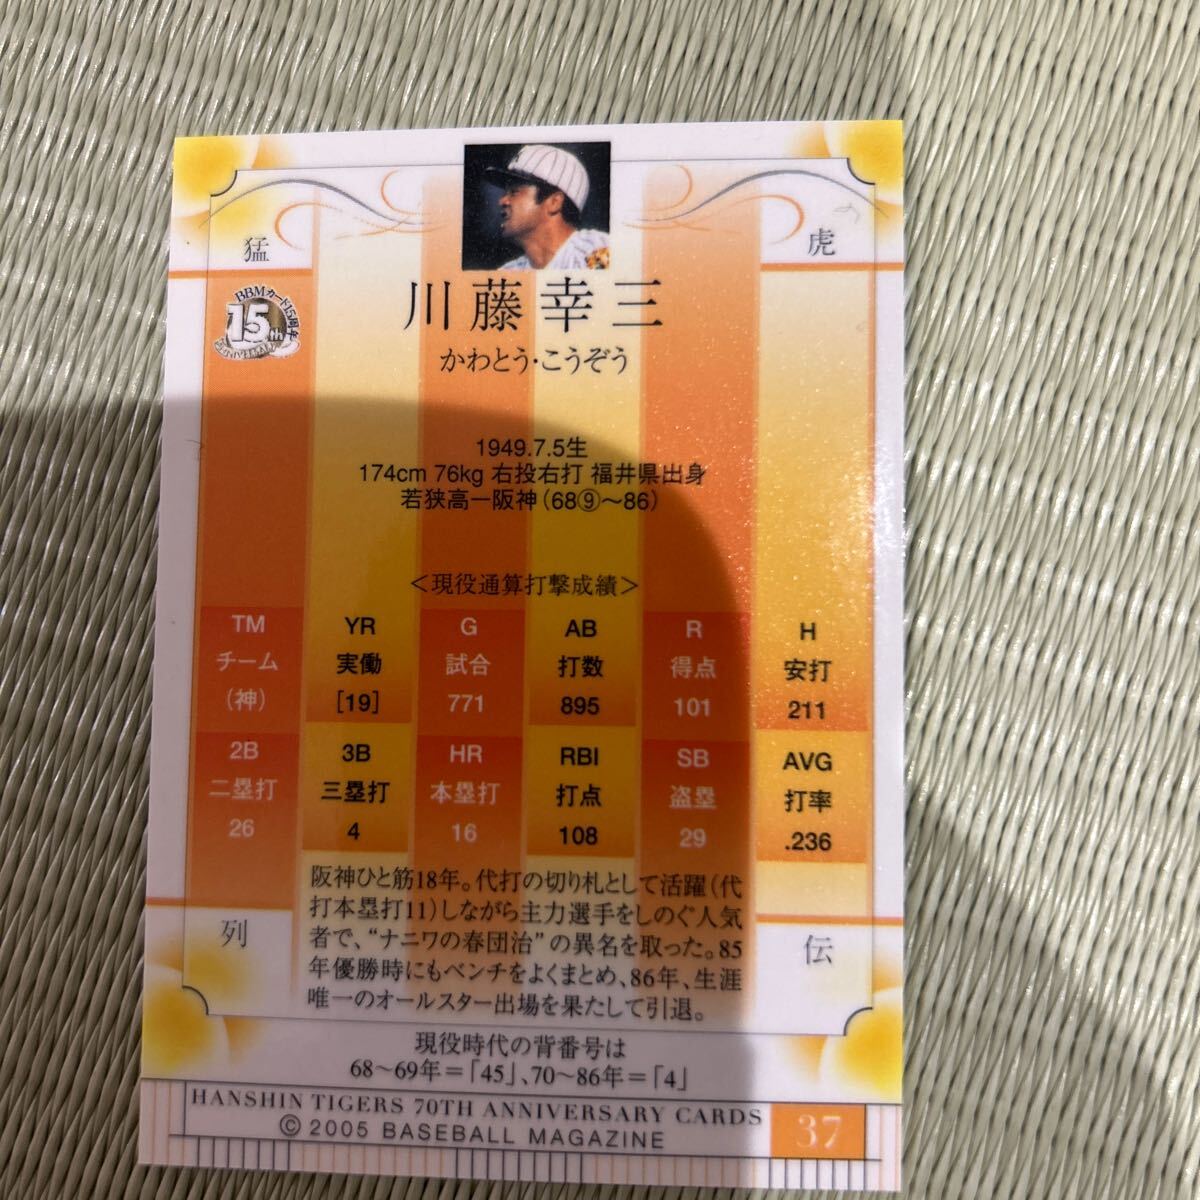 猛
虎
BBMカード15周年
15th
ANNIVERSARY
川藤幸三
かわとう・こうぞう
1949.7.5生
174cm 76kg 右投右打 福井県出身
若狭高ー阪神(68⑨〜86)
<現役通算打撃成績>
TM YR G AB R H
チーム 実働 試合 打数 得点 安打
(神) [19] 771 895 101 211
2B 3B HR RBI SB AVG
二塁打 三塁打 本塁打 打点 盗塁 打率
26 4 16 108 29 .236
阪神ひと筋18年。代打の切り札として活躍(代
打本塁打11)しながら主力選手をしのぐ人気
者で、“ナニワの春団治”の異名を取った。85
年優勝時にもベンチをよくまとめ、86年、生涯
唯一のオールスター出場を果たして引退。
列
伝
現役時代の背番号は
68〜69年=「45」、70〜86年=「4」
HANSHIN TIGERS 70TH ANNIVERSARY CARDS
© 2005 BASEBALL MAGAZINE
37